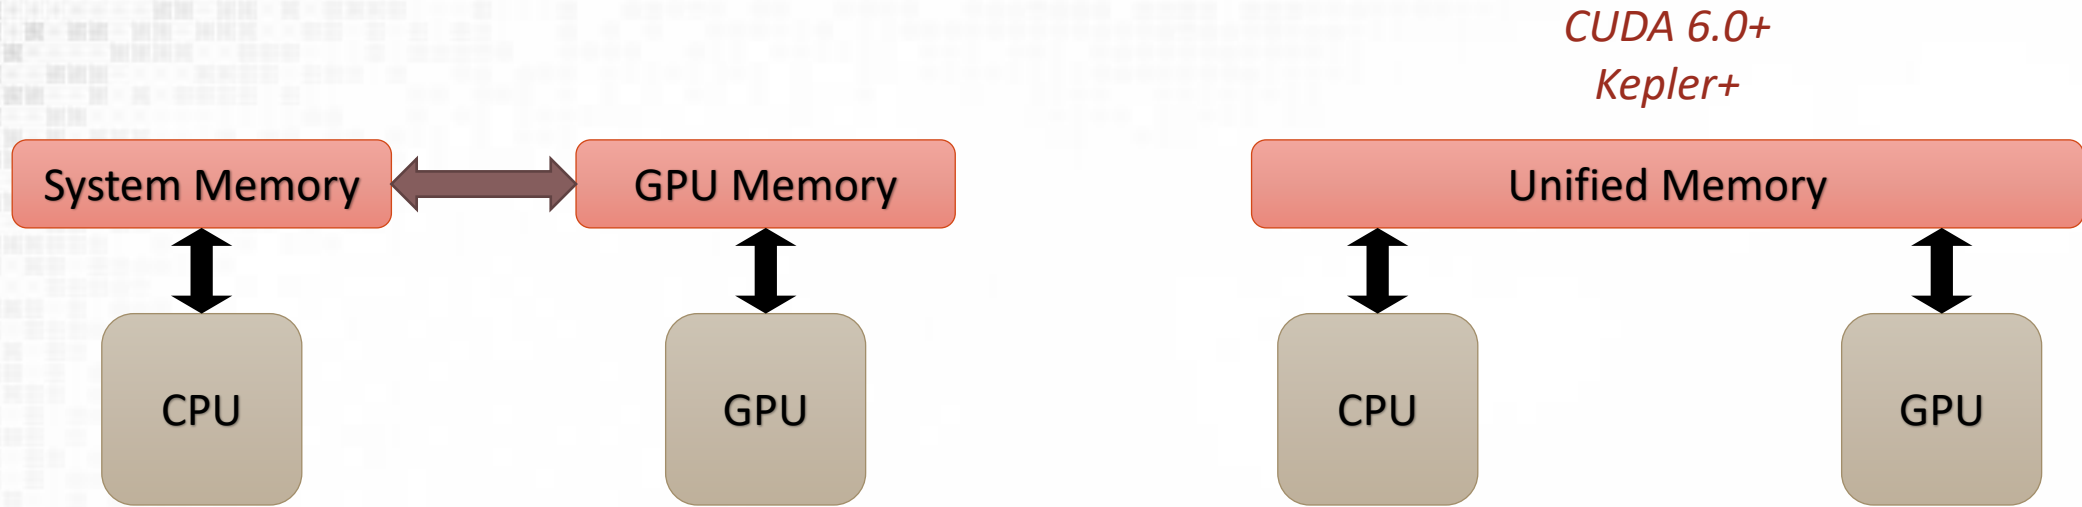 CUDA 6.0+
Kepler+
System Memory
GPU Memory
Unified Memory
CPU
GPU
CPU
GPU